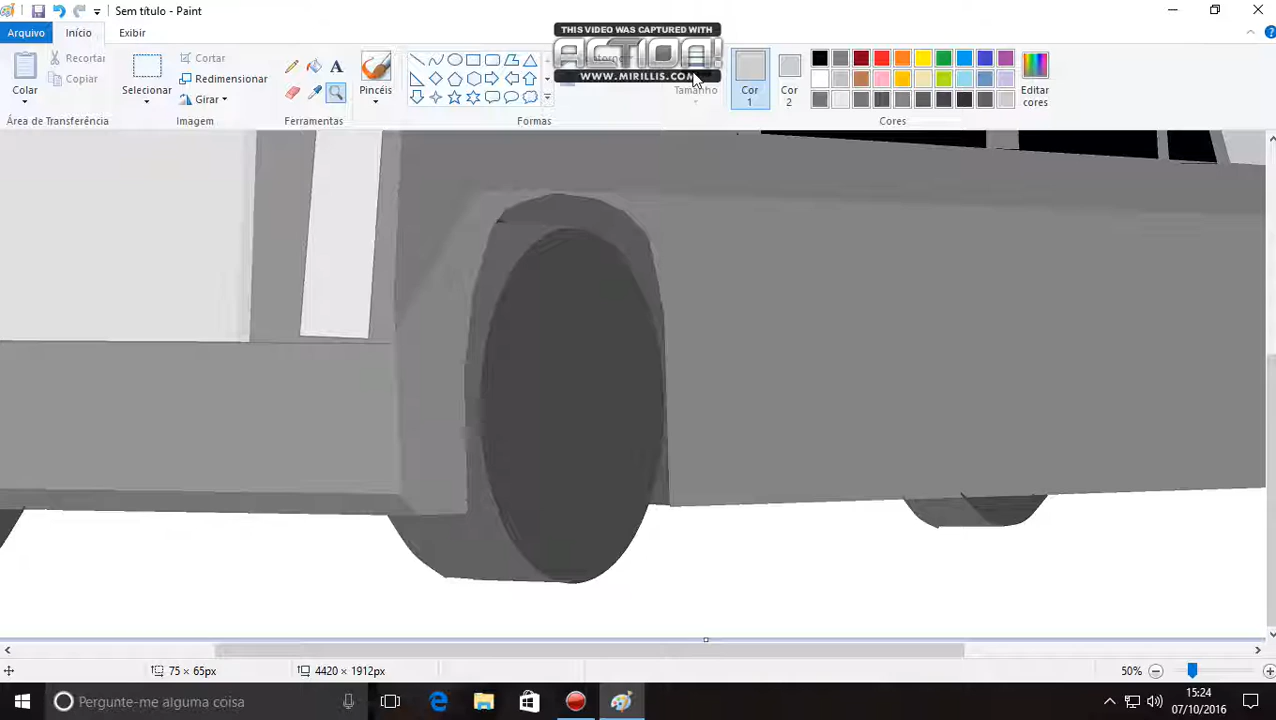 Sem título - Paint
THIS VIDEO WAS CAPTURED WITH
ACTION!
WWW.MIRILLIS.COM
Arquivo
Início
Exibir
Colar
Recortar
Copiar
Área de Transferência
Selecionar
Cortar
Redimensionar
Girar
Imagem
A
Ferramentas
Pincéis
Formas
Tamanho
Cor
1
Cor
2
Editar
cores
Cores
75 × 65px
4420 × 1912px
50%
Pergunte-me alguma coisa
15:24
07/10/2016